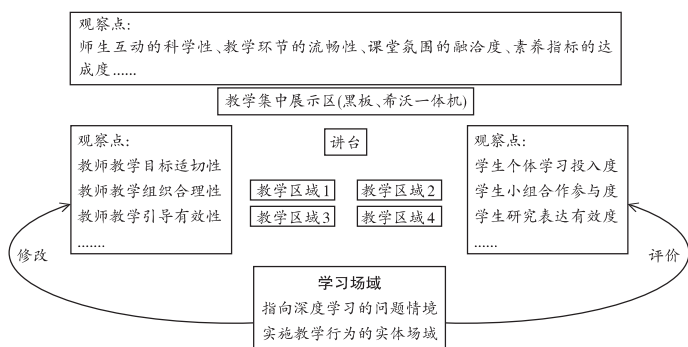 观察点:
师生互动的科学性、教学环节的流畅性、课堂氛围的融洽度、素养指标的达
成度......
教学集中展示区(黑板、希沃一体机)
观察点:
教师教学目标适切性
教师教学组织合理性
教师教学引导有效性
.......
讲台
教学区域1
教学区域2
教学区域3
教学区域4
观察点:
学生个体学习投入度
学生小组合作参与度
学生研究表达有效度
......
修改
评价
学习场域
指向深度学习的问题情境
实施教学行为的实体场域